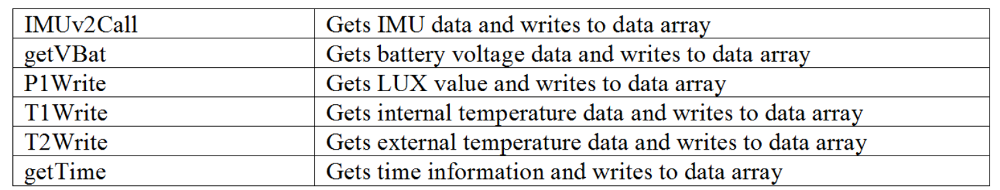 IMUv2Call Gets IMU data and writes to data array
getVBat Gets battery voltage data and writes to data array
P1Write Gets LUX value and writes to data array
T1Write Gets internal temperature data and writes to data array
T2Write Gets external temperature data and writes to data array
getTime Gets time information and writes to data array